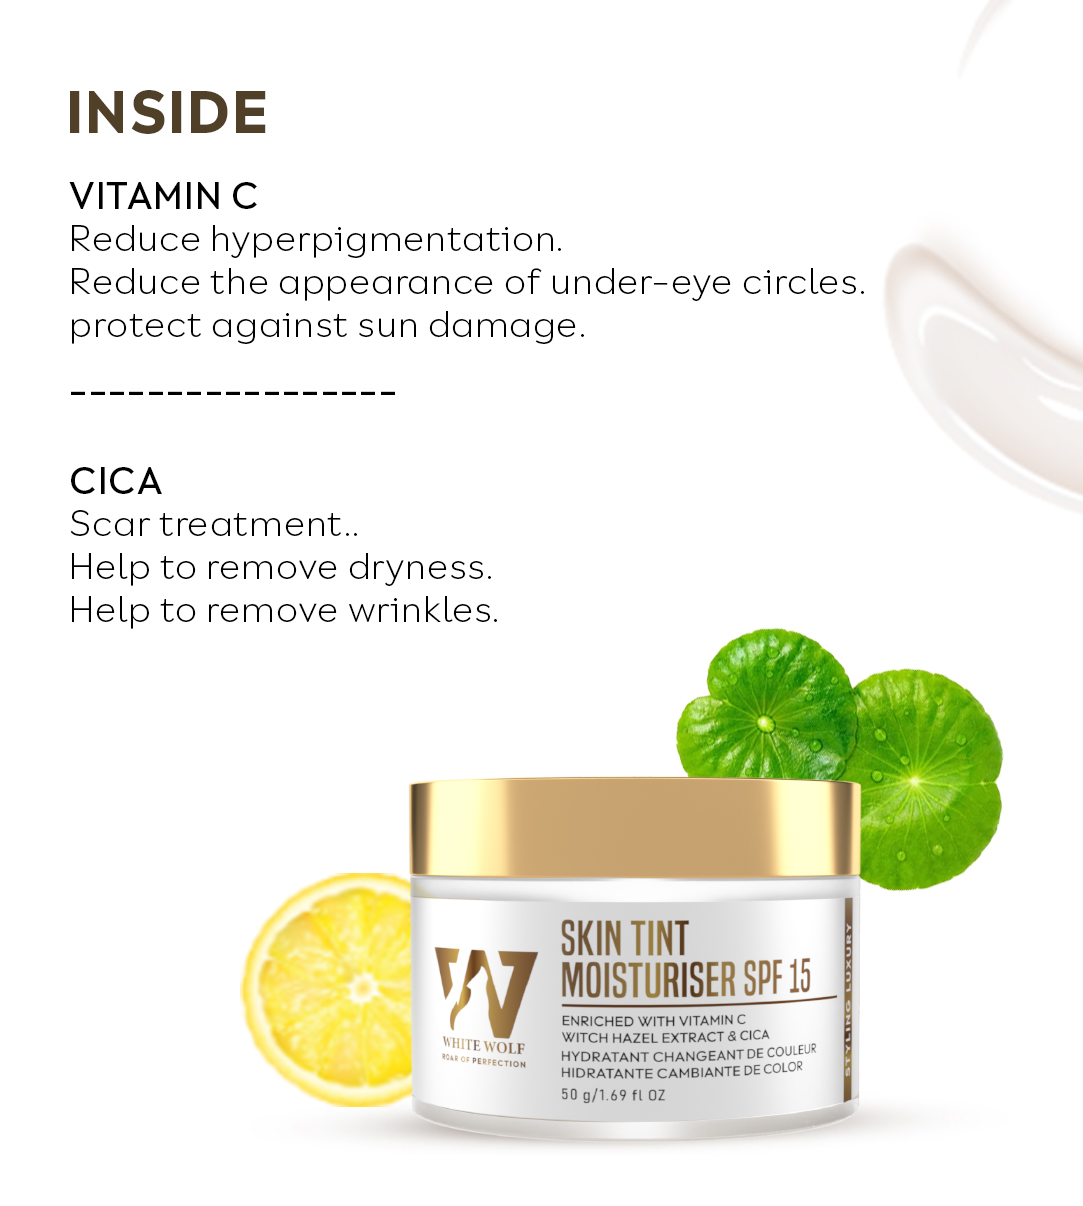 INSIDE
VITAMIN C
Reduce hyperpigmentation.
Reduce the appearance of under-eye circles.
protect against sun damage.
-----------------
CICA
Scar treatment..
Help to remove dryness.
Help to remove wrinkles.
SKIN TINT
MOISTURISER SPF 15
ENRICHED WITH VITAMIN C
WITCH HAZEL EXTRACT & CICA
HYDRATANT CHANGEANT DE COULEUR
HIDRATANTE CAMBIANTE DE COLOR
50 g/1.69 fl OZ
W
WHITE WOLF
ROAR OF PERFECTION
STYLING LUXURY